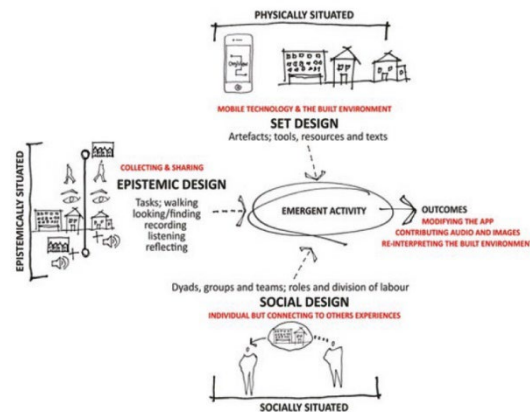 PHYSICALLY SITUATED
MOBILE TECHNOLOGY & THE BUILT ENVIRONMENT
SET DESIGN
Artefacts; tools, resources and texts
EPISTEMICALLY SITUATED
COLLECTING & SHARING
EPISTEMIC DESIGN
Tasks; walking
looking/finding
recording
listening
reflecting
EMERGENT ACTIVITY
OUTCOMES
MODIFYING THE APP
CONTRIBUTING AUDIO AND IMAGES
RE-INTERPRETING THE BUILT ENVIRONMENT
Dyads, groups and teams; roles and division of labour
SOCIAL DESIGN
INDIVIDUAL BUT CONNECTING TO OTHERS EXPERIENCES
SOCIALLY SITUATED